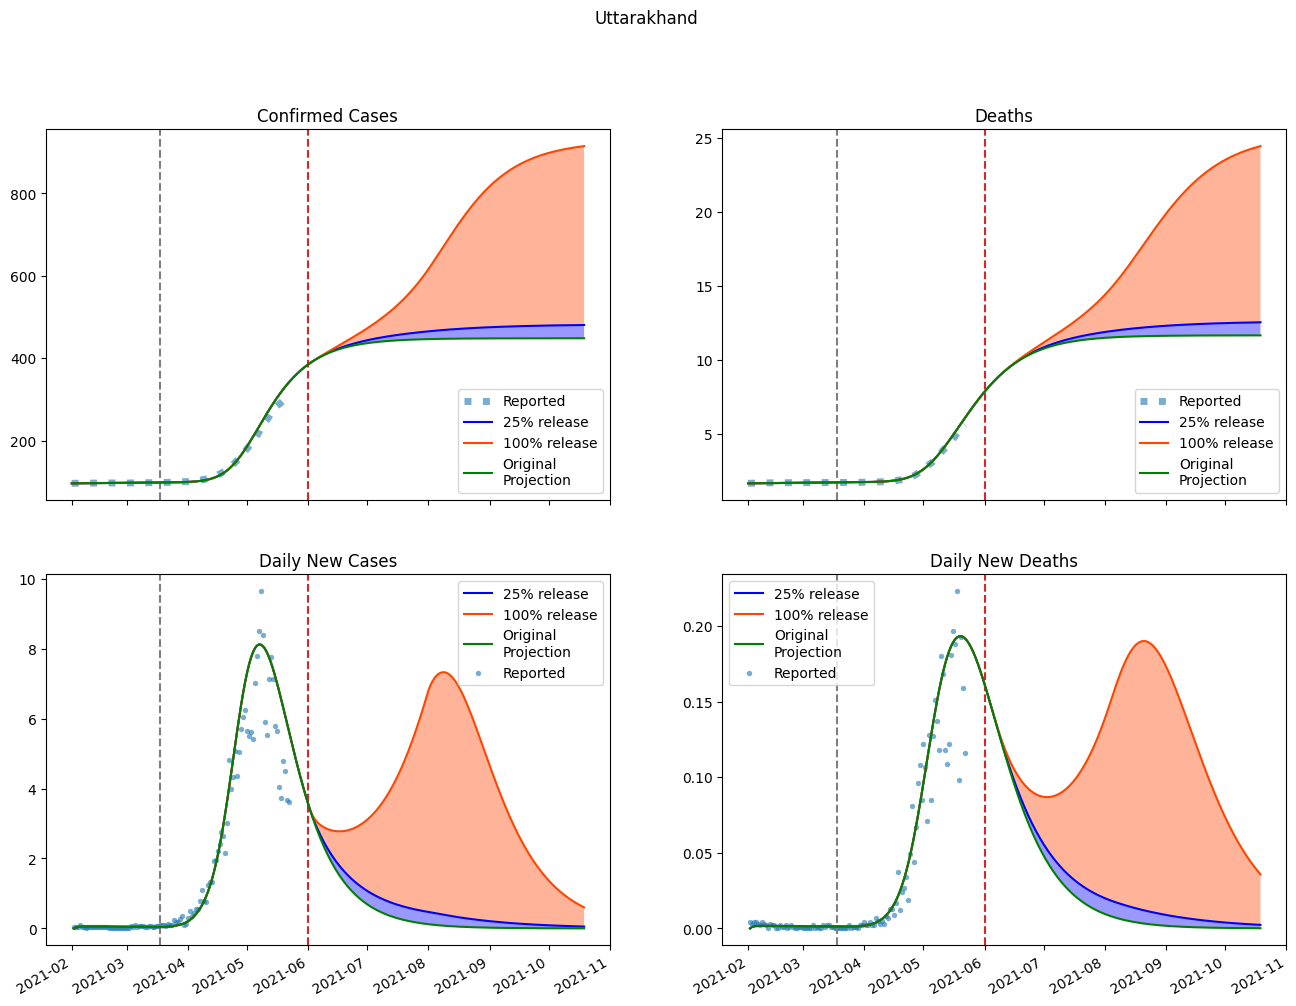 Uttarakhand
Confirmed Cases
800
600
400
200
Reported
25% release
100% release
Original
Projection
Deaths
25
20
15
10
5
Reported
25% release
100% release
Original
Projection
Daily New Cases
10
8
6
4
2
0
25% release
100% release
Original
Projection
Reported
2021-02
2021-03
2021-04
2021-05
2021-06
2021-07
2021-08
2021-09
2021-10
2021-11
Daily New Deaths
0.20
0.15
0.10
0.05
0.00
25% release
100% release
Original
Projection
Reported
2021-02
2021-03
2021-04
2021-05
2021-06
2021-07
2021-08
2021-09
2021-10
2021-11